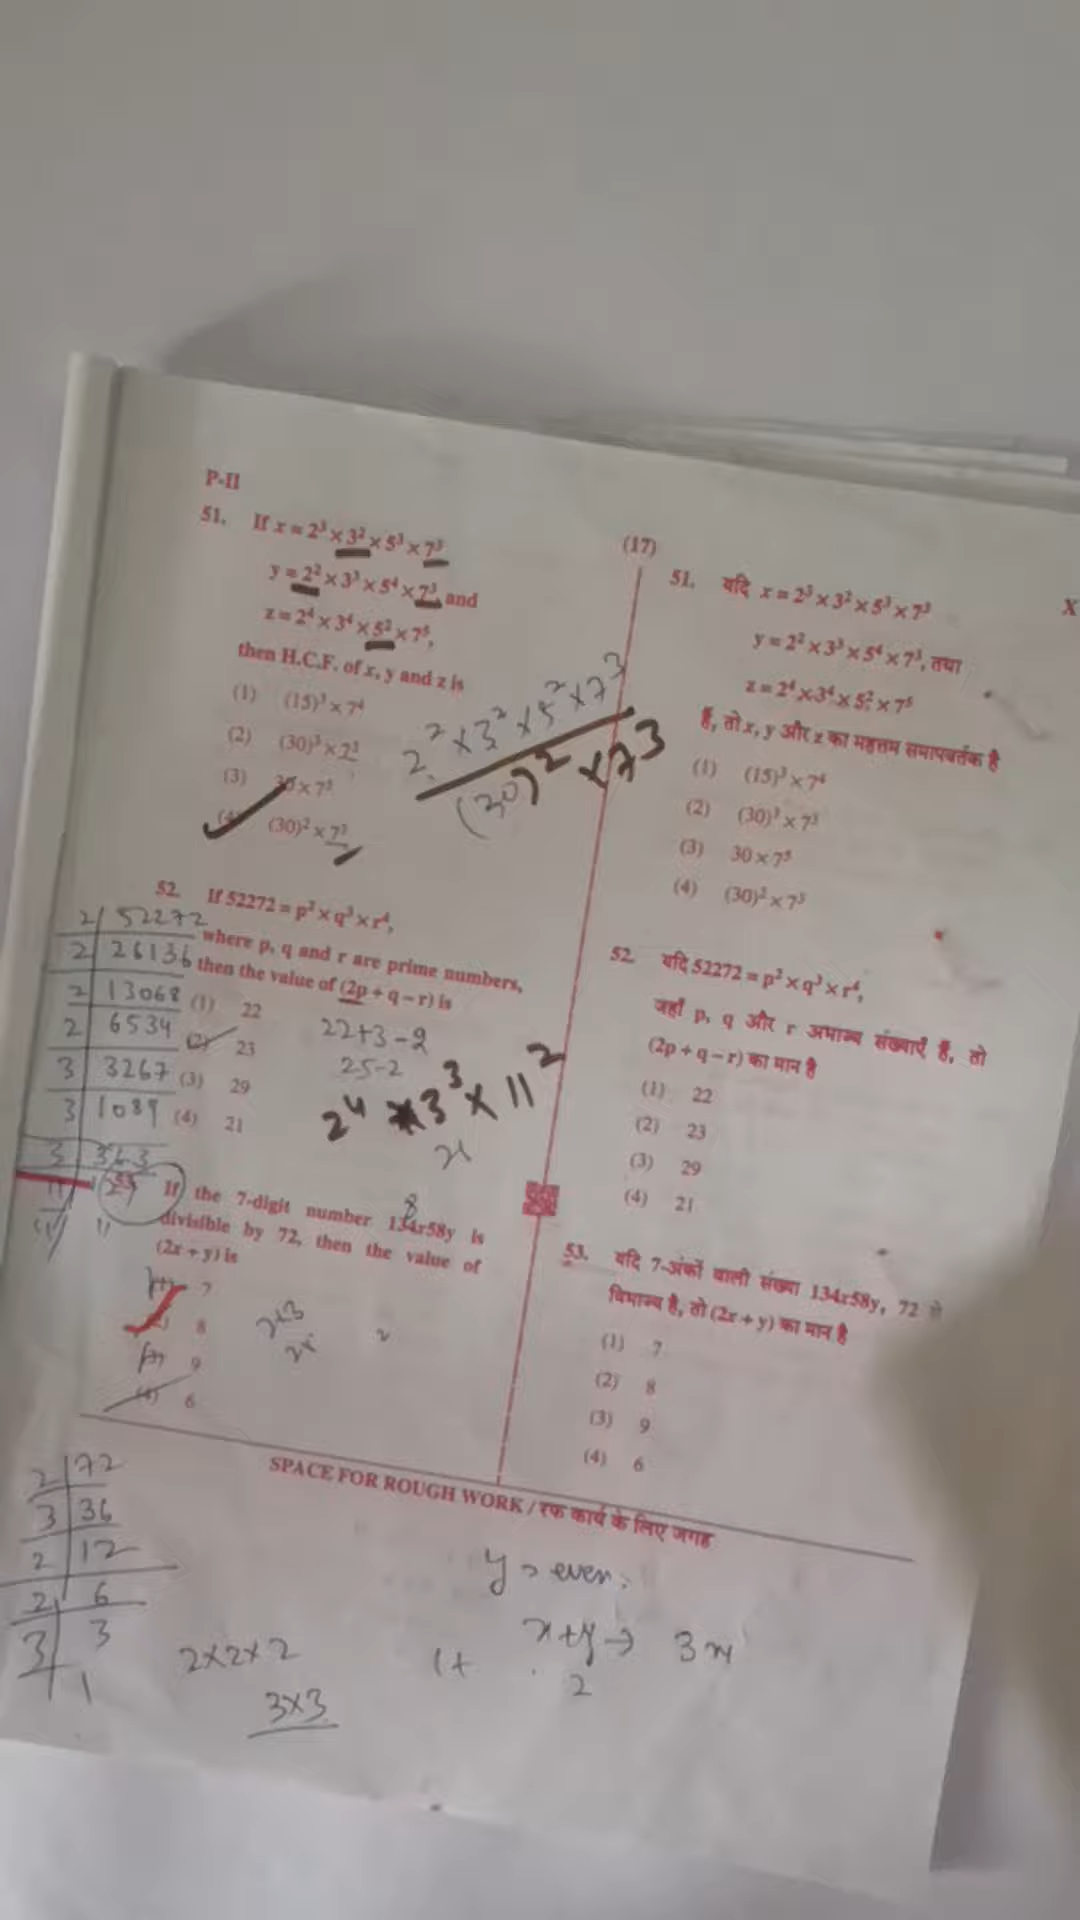 P-II
(17)
X
51. If x = 2³ × 3² × 5³ × 7³
y = 2² × 3³ × 5⁴ × 7³, and
z = 2⁴ × 3⁴ × 5² × 7⁵,
then H.C.F. of x, y and z is
(1) (15)³ × 7⁴
(2) (30)³ × 7³
(3) 30 × 7⁵
(4) (30)² × 7³
2² × 3² × 5² × 7³
(30)² × 7³
52. If 52272 = p² × q³ × r⁴,
where p, q and r are prime numbers,
then the value of (2p + q – r) is
(1) 22
(2) 23
(3) 29
(4) 21
2 52272
2 26136
2 13068
2 6534
3 3267
3 1089
3 363
22+3-2
25-2
2⁴ × 3³ × 11²
53. If the 7-digit number 134x58y is
divisible by 72, then the value of
(2x + y) is
7
(2) 8
9
(4) 6
8
51. यदि x = 2³ × 3² × 5³ × 7³
y = 2² × 3³ × 5⁴ × 7³, तथा
z = 2⁴ × 3⁴ × 5² × 7⁵
हैं, तो x, y और z का महत्तम समापवर्तक है
(1) (15)³ × 7⁴
(2) (30)³ × 7³
(3) 30 × 7⁵
(4) (30)² × 7³
52. यदि 52272 = p² × q³ × r⁴,
जहाँ p, q और r अभाज्य संख्याएँ हैं, तो
(2p + q – r) का मान है
(1) 22
(2) 23
(3) 29
(4) 21
53. यदि 7-अंकों वाली संख्या 134x58y, 72 से
विभाज्य है, तो (2x + y) का मान है
(1) 7
(2) 8
(3) 9
(4) 6
SPACE FOR ROUGH WORK / रफ कार्य के लिए जगह
2 72
3 36
2 12
2 6
3 3
1
2×2×2
3×3
y → even.
x+y →
2